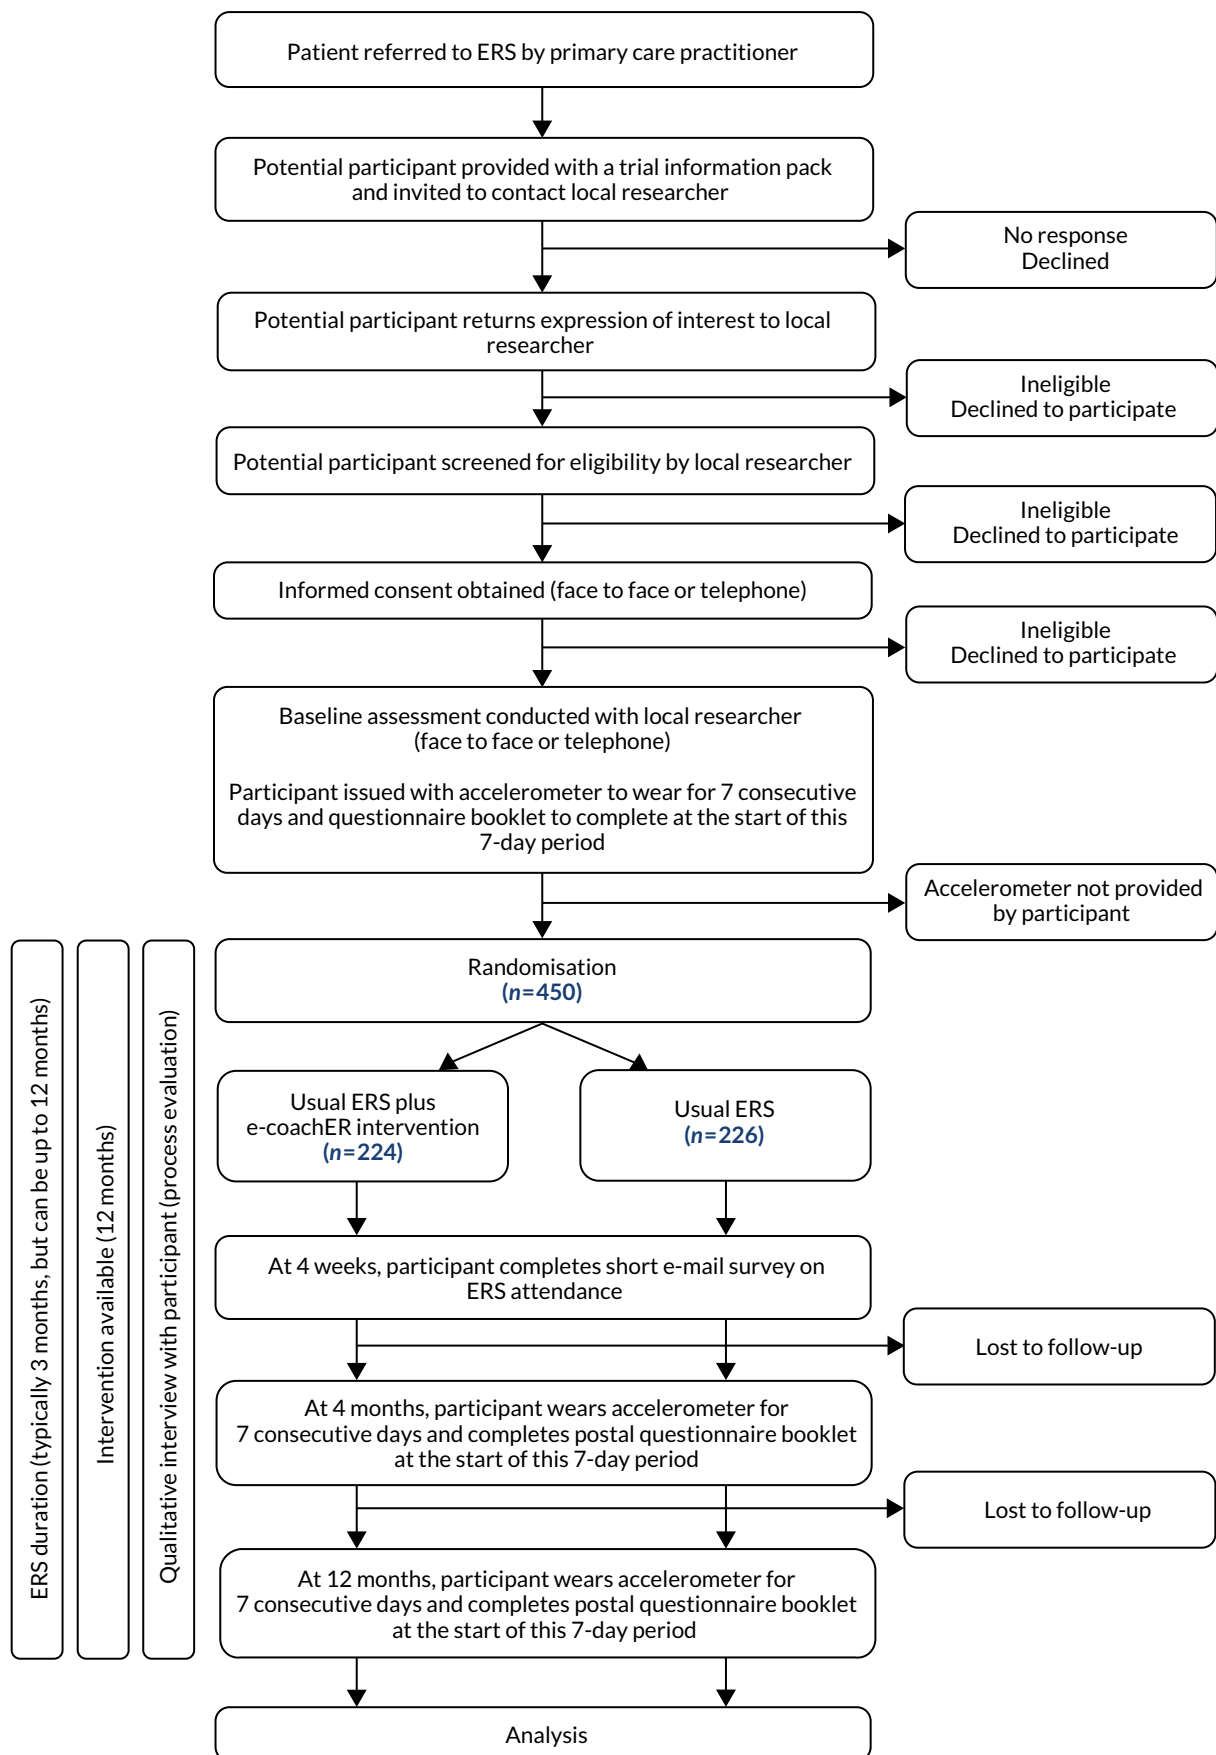 Patient referred to ERS by primary care practitioner
Potential participant provided with a trial information pack
and invited to contact local researcher
No response
Declined
Potential participant returns expression of interest to local
researcher
Ineligible
Declined to participate
Potential participant screened for eligibility by local researcher
Ineligible
Declined to participate
Informed consent obtained (face to face or telephone)
Ineligible
Declined to participate
Baseline assessment conducted with local researcher
(face to face or telephone)
Participant issued with accelerometer to wear for 7 consecutive
days and questionnaire booklet to complete at the start of this
7-day period
Accelerometer not provided
by participant
ERS duration (typically 3 months, but can be up to 12 months)
Intervention available (12 months)
Qualitative interview with participant (process evaluation)
Randomisation
(n=450)
Usual ERS plus
e-coachER intervention
(n=224)
Usual ERS
(n=226)
At 4 weeks, participant completes short e-mail survey on
ERS attendance
Lost to follow-up
At 4 months, participant wears accelerometer for
7 consecutive days and completes postal questionnaire booklet
at the start of this 7-day period
Lost to follow-up
At 12 months, participant wears accelerometer for
7 consecutive days and completes postal questionnaire booklet
at the start of this 7-day period
Analysis